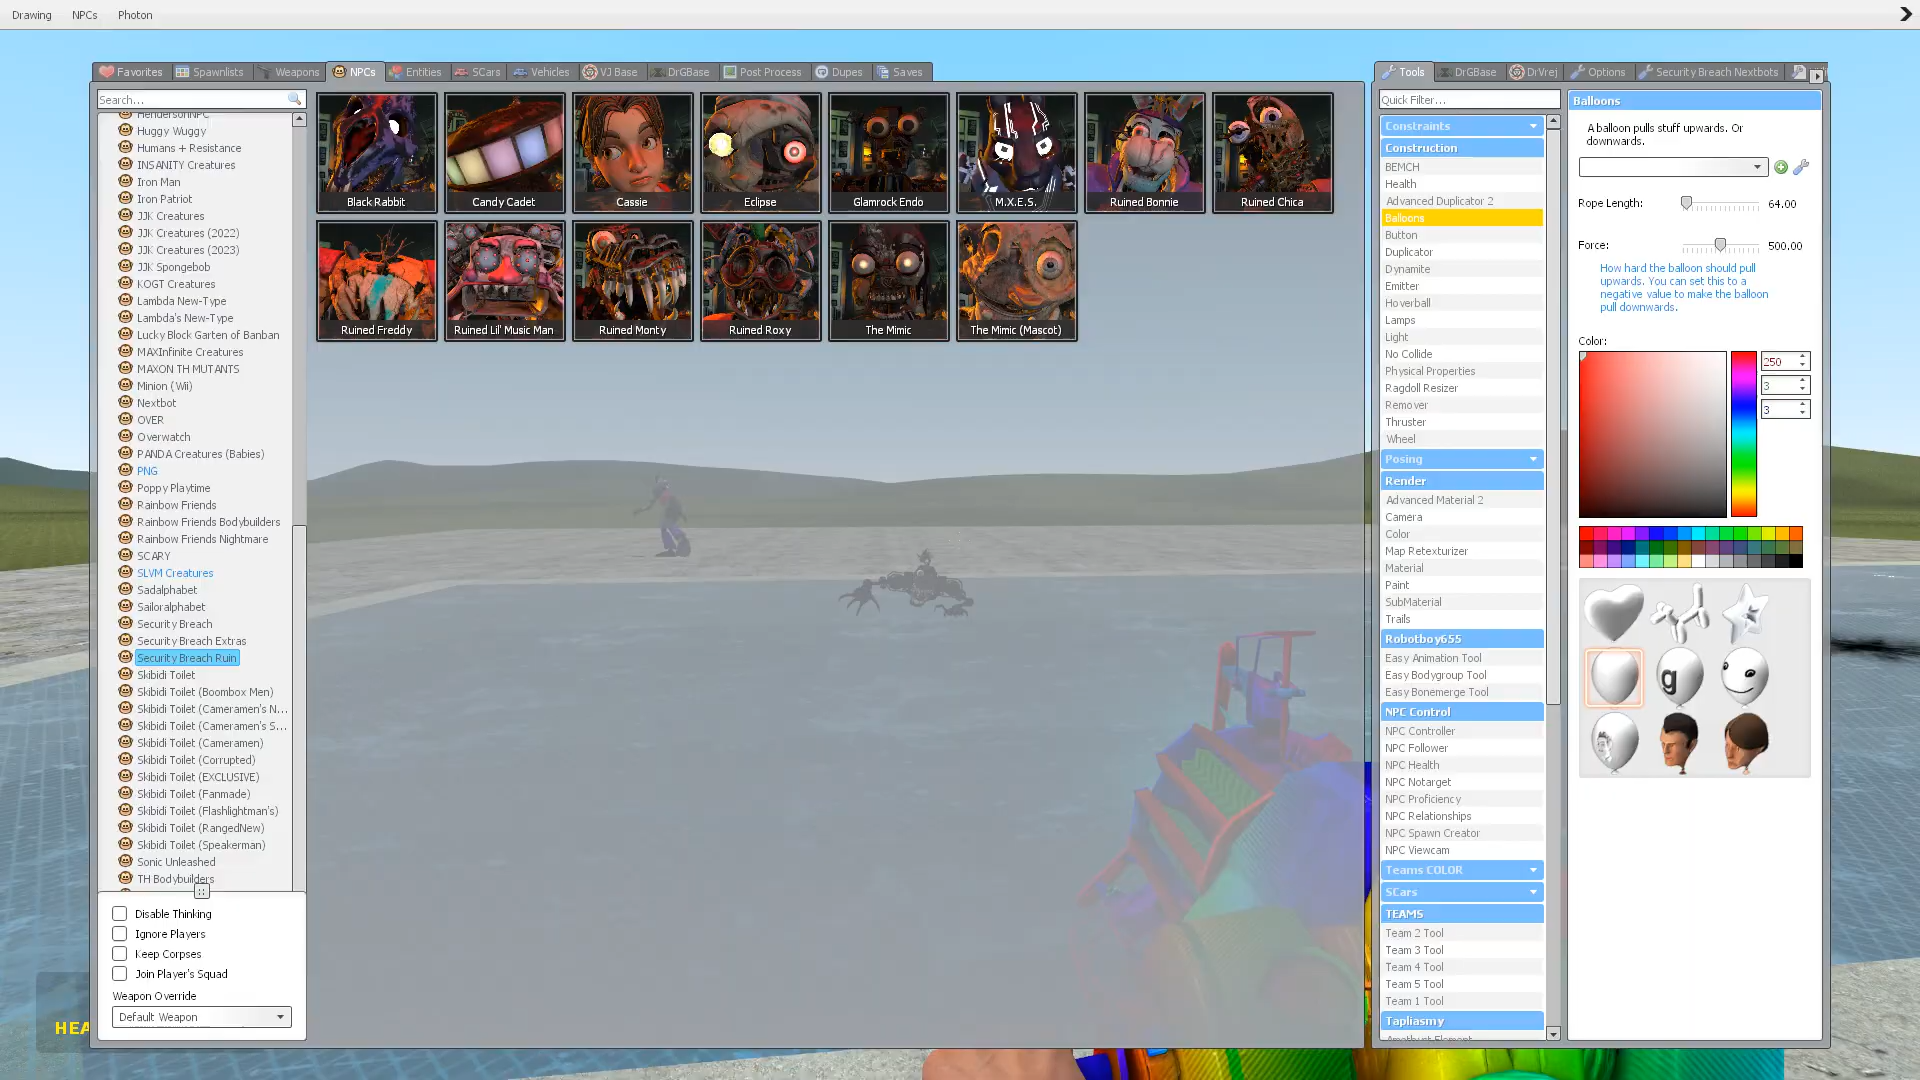 Drawing NPCs Photon
Favorites Spawnlists Weapons NPCs Entities SCars Vehicles VJ Base DrGBase Post Process Dupes Saves
Search...
HendersonNPC
Huggy Wuggy
Humans + Resistance
INSANITY Creatures
Iron Man
Iron Patriot
JJK Creatures
JJK Creatures (2022)
JJK Creatures (2023)
JJK Spongebob
KOGT Creatures
Lambda New-Type
Lambda's New-Type
Lucky Block Garten of Banban
MAXInfinite Creatures
MAXON TH MUTANTS
Minion (Wii)
Nextbot
OVER
Overwatch
PANDA Creatures (Babies)
PNG
Poppy Playtime
Rainbow Friends
Rainbow Friends Bodybuilders
Rainbow Friends Nightmare
SCARY
SLVM Creatures
Sadalphabet
Sailoralphabet
Security Breach
Security Breach Extras
Security Breach Ruin
Skibidi Toilet
Skibidi Toilet (Boombox Men)
Skibidi Toilet (Cameramen's N...
Skibidi Toilet (Cameramen's S...
Skibidi Toilet (Cameramen)
Skibidi Toilet (Corrupted)
Skibidi Toilet (EXCLUSIVE)
Skibidi Toilet (Fanmade)
Skibidi Toilet (Flashlightman's)
Skibidi Toilet (RangedNew)
Skibidi Toilet (Speakerman)
Sonic Unleashed
TH Bodybuilders
Disable Thinking
Ignore Players
Keep Corpses
Join Player's Squad
Weapon Override
Default Weapon
HEA
Black Rabbit Candy Cadet Cassie Eclipse Glamrock Endo M.X.E.S. Ruined Bonnie Ruined Chica
Ruined Freddy Ruined Lil' Music Man Ruined Monty Ruined Roxy The Mimic The Mimic (Mascot)
Tools DrGBase DrVrej Options Security Breach Nextbots
Quick Filter...
Constraints
Construction
BEMCH
Health
Advanced Duplicator 2
Balloons
Button
Duplicator
Dynamite
Emitter
Hoverball
Lamps
Light
No Collide
Physical Properties
Ragdoll Resizer
Remover
Thruster
Wheel
Posing
Render
Advanced Material 2
Camera
Color
Map Retexturizer
Material
Paint
SubMaterial
Trails
Robotboy655
Easy Animation Tool
Easy Bodygroup Tool
Easy Bonemerge Tool
NPC Control
NPC Controller
NPC Follower
NPC Health
NPC Notarget
NPC Proficiency
NPC Relationships
NPC Spawn Creator
NPC Viewcam
Teams COLOR
SCars
TEAMS
Team 2 Tool
Team 3 Tool
Team 4 Tool
Team 5 Tool
Team 1 Tool
Tapliasmy
Amethyst Element
Balloons
A balloon pulls stuff upwards. Or
downwards.
Rope Length: 64.00
Force: 500.00
How hard the balloon should pull
upwards. You can set this to a
negative value to make the balloon
pull downwards.
Color:
250
3
3
g